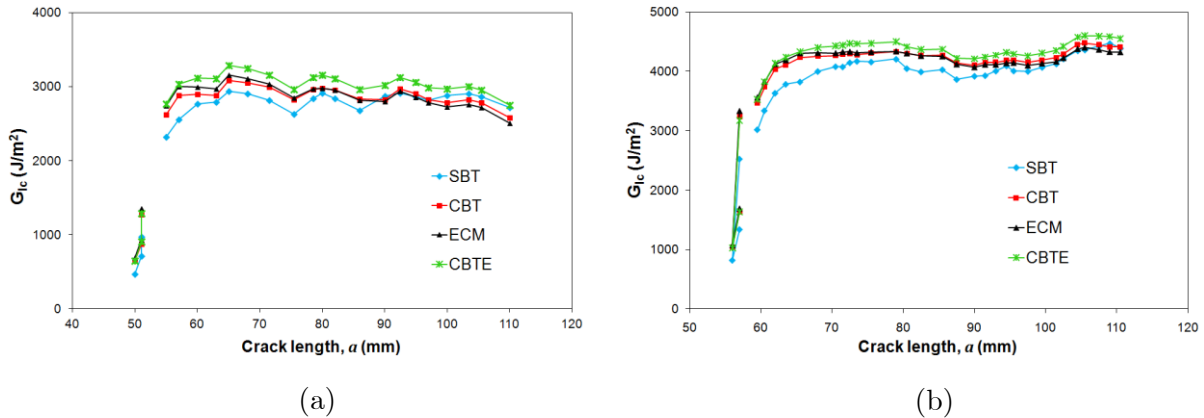 4000
3000
2000
1000
0
G_Ic (J/m²)
SBT
CBT
ECM
CBTE
40 50 60 70 80 90 100 110 120
Crack length, a (mm)
(a)
5000
4000
3000
2000
1000
0
G_Ic (J/m²)
SBT
CBT
ECM
CBTE
50 60 70 80 90 100 110 120
Crack length, a (mm)
(b)